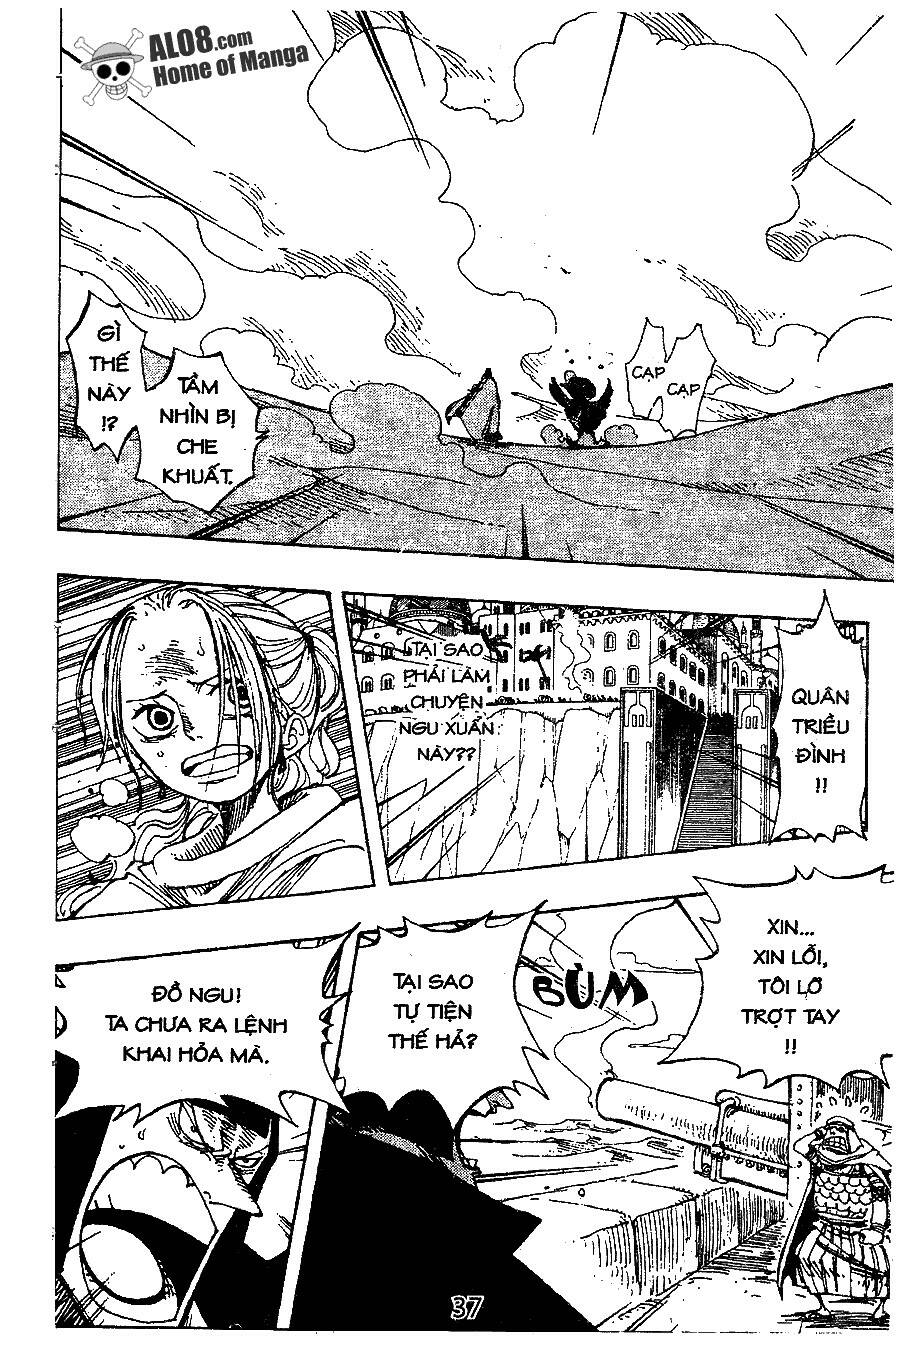 AL08.com
Home of Manga
GÌ
THẾ
NÀY
!?
TẦM
NHÌN BỊ
CHE
KHUẤT.
CẠP
CẠP
TẠI SAO
PHẢI LÀM
CHUYỆN
NGU XUẨN
NÀY??
QUÂN
TRIỀU
ĐÌNH
!!
ĐỒ NGU!
TA CHƯA RA LỆNH
KHAI HỎA MÀ.
TẠI SAO
TỰ TIỆN
THẾ HẢ?
BÙM
XIN...
XIN LỖI,
TÔI LỠ
TRỢT TAY
!!
37